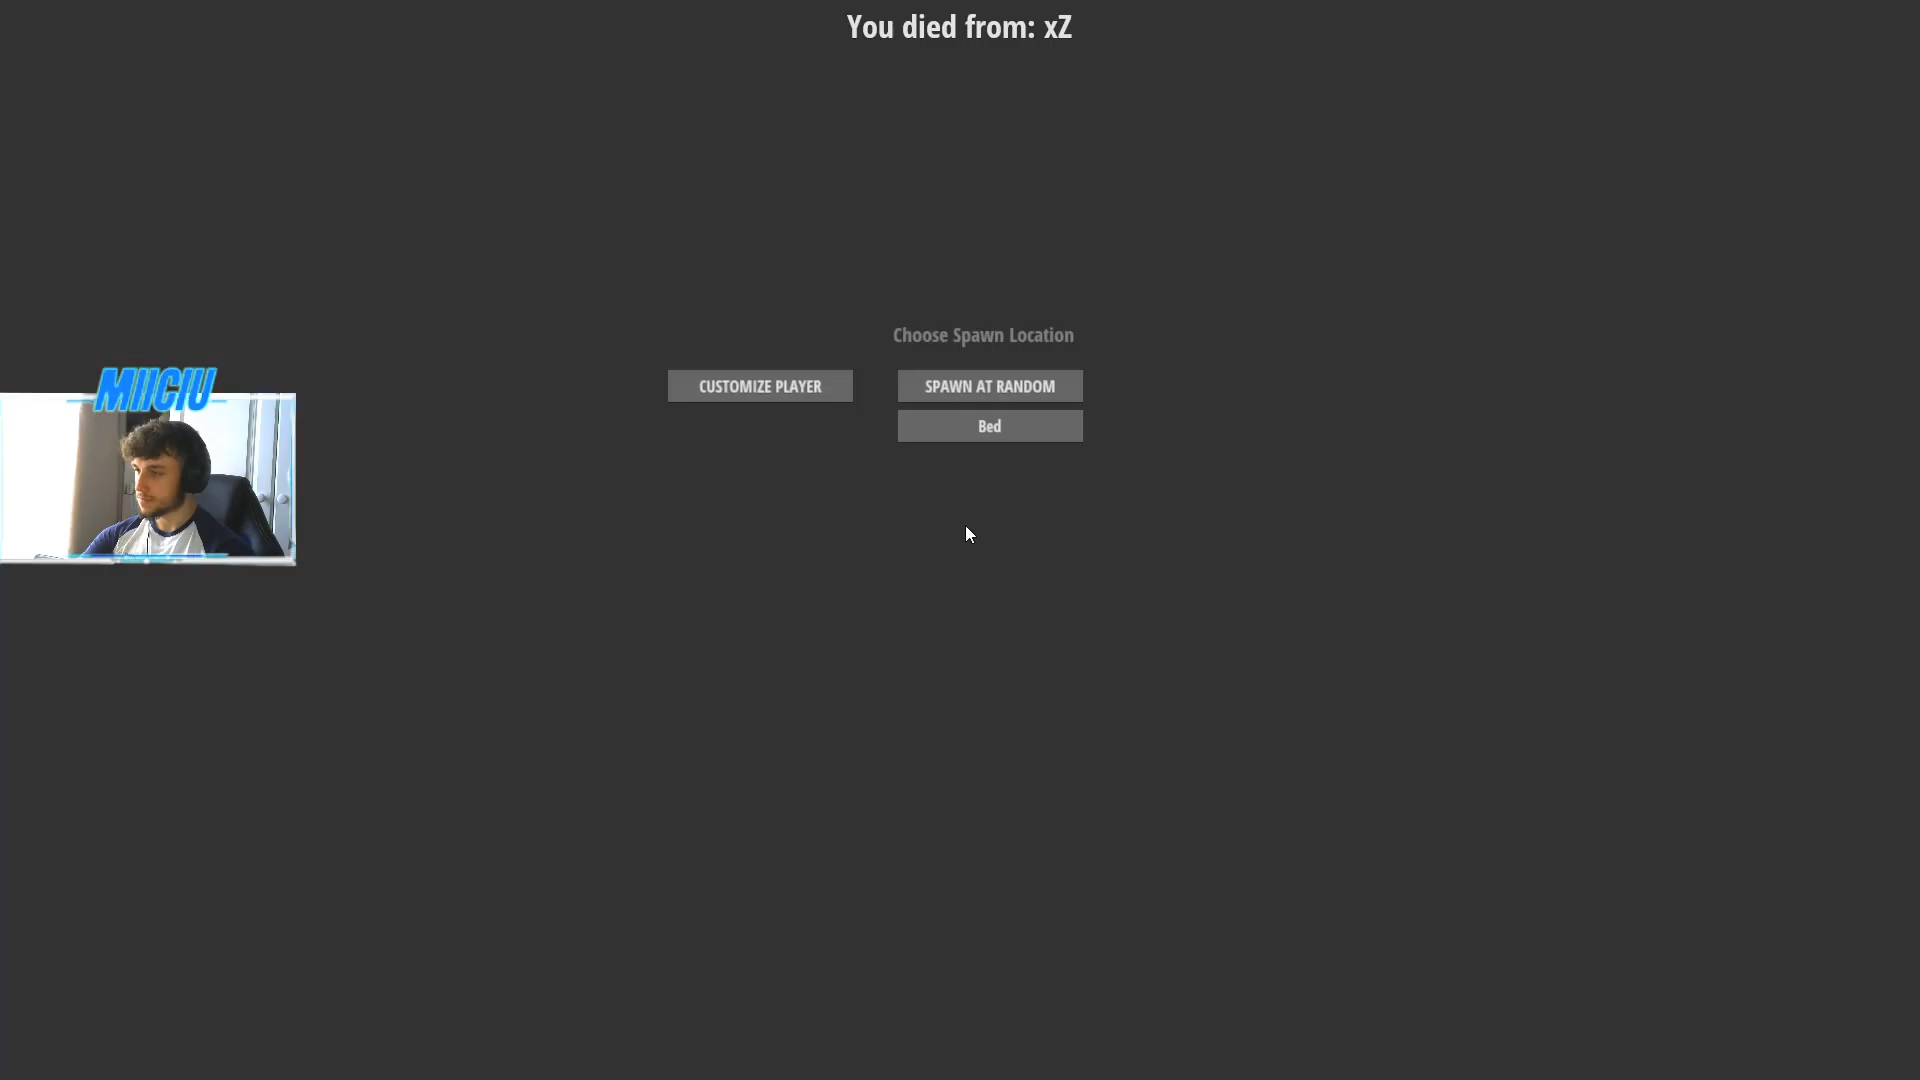 You died from: xZ
Choose Spawn Location
CUSTOMIZE PLAYER
SPAWN AT RANDOM
Bed
MIICIU